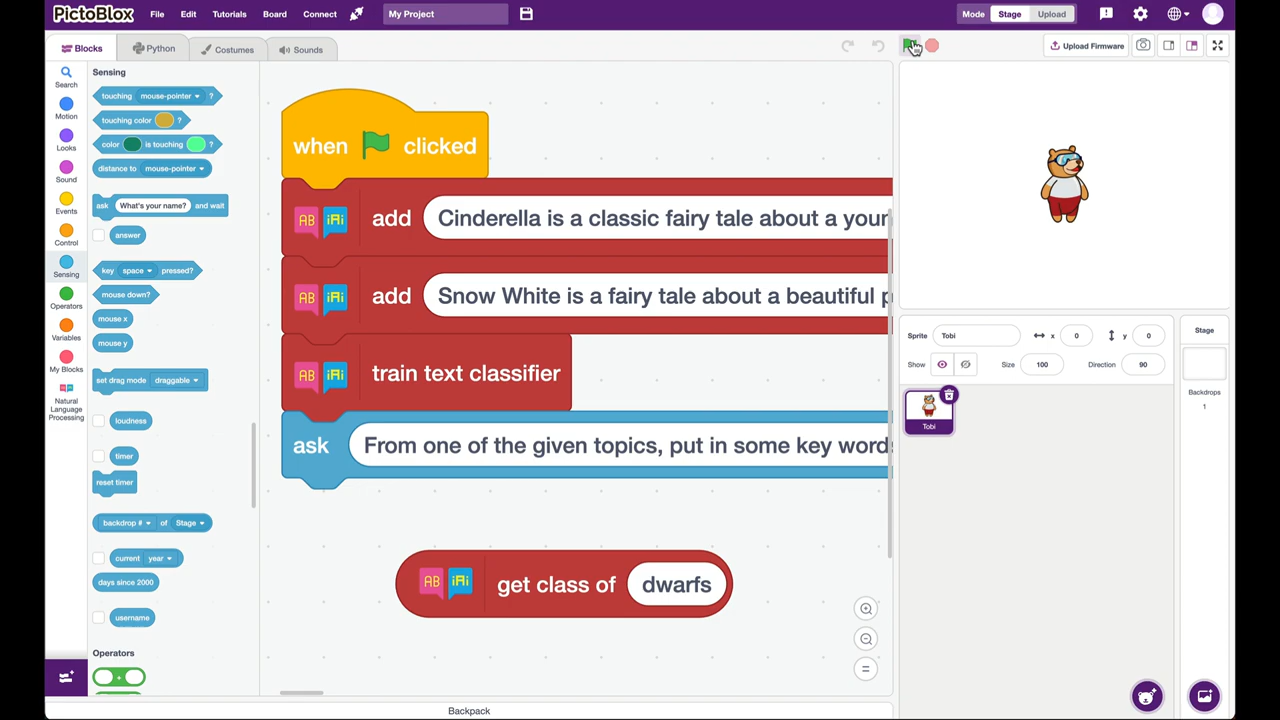 PictoBlox File Edit Tutorials Board Connect My Project Mode Stage Upload
Blocks Python Costumes Sounds Upload Firmware
Search
Motion
Looks
Sound
Events
Control
Sensing
Operators
Variables
My Blocks
Natural
Language
Processing
Sensing
touching mouse-pointer ?
touching color ?
color is touching ?
distance to mouse-pointer
ask What's your name? and wait
answer
key space pressed?
mouse down?
mouse x
mouse y
set drag mode draggable
loudness
timer
reset timer
backdrop # of Stage
current year
days since 2000
username
Operators
+
when clicked
add Cinderella is a classic fairy tale about a youn
add Snow White is a fairy tale about a beautiful p
train text classifier
ask From one of the given topics, put in some key words
get class of dwarfs
Sprite Tobi x 0 y 0
Show Size 100 Direction 90
Tobi
Stage
Backdrops
1
Backpack